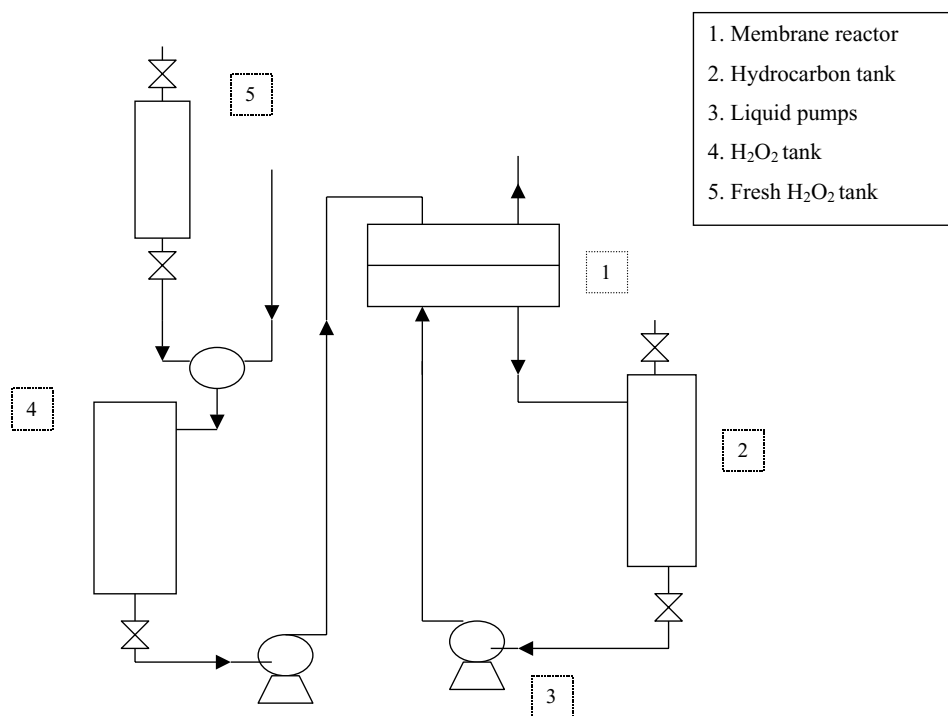 1. Membrane reactor
2. Hydrocarbon tank
3. Liquid pumps
4. H₂O₂ tank
5. Fresh H₂O₂ tank
5
1
4
2
3